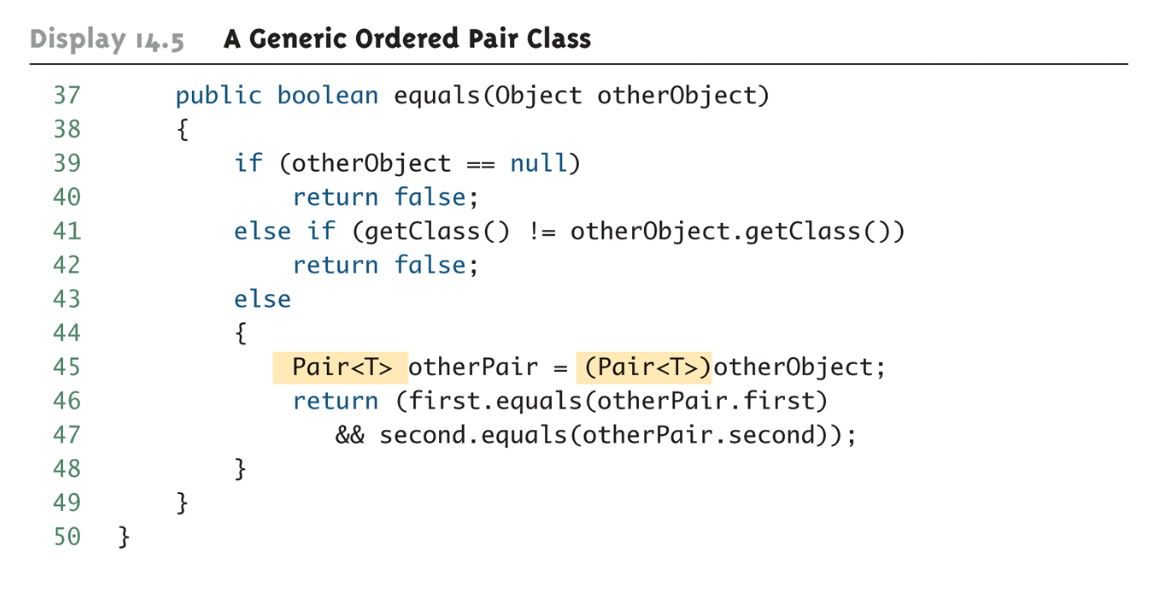 Display 14.5 A Generic Ordered Pair Class
37 public boolean equals(Object otherObject)
38 {
39 if (otherObject == null)
40 return false;
41 else if (getClass() != otherObject.getClass())
42 return false;
43 else
44 {
45 Pair<T> otherPair = (Pair<T>)otherObject;
46 return (first.equals(otherPair.first)
47 && second.equals(otherPair.second));
48 }
49 }
50 }